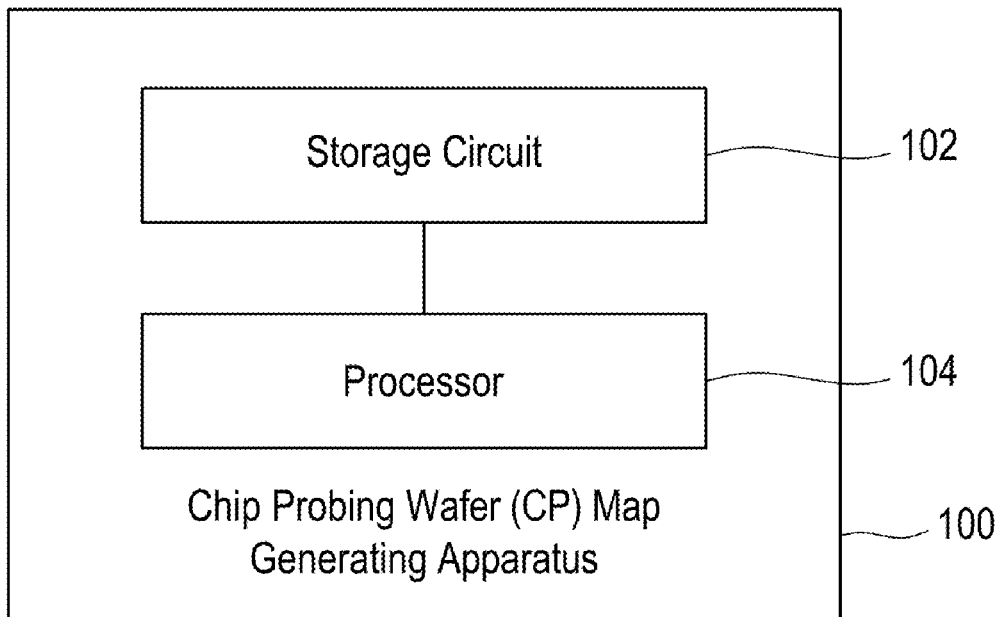 Storage Circuit
102
Processor
104
Chip Probing Wafer (CP) Map
Generating Apparatus
100